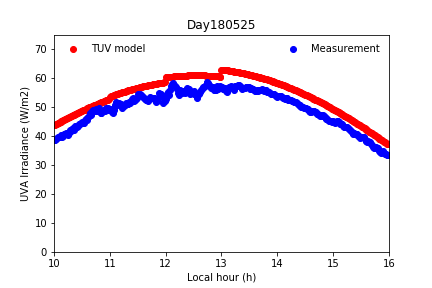 Day180525
TUV model
Measurement
UVA Irradiance (W/m2)
70
60
50
40
30
20
10
0
10 11 12 13 14 15 16
Local hour (h)